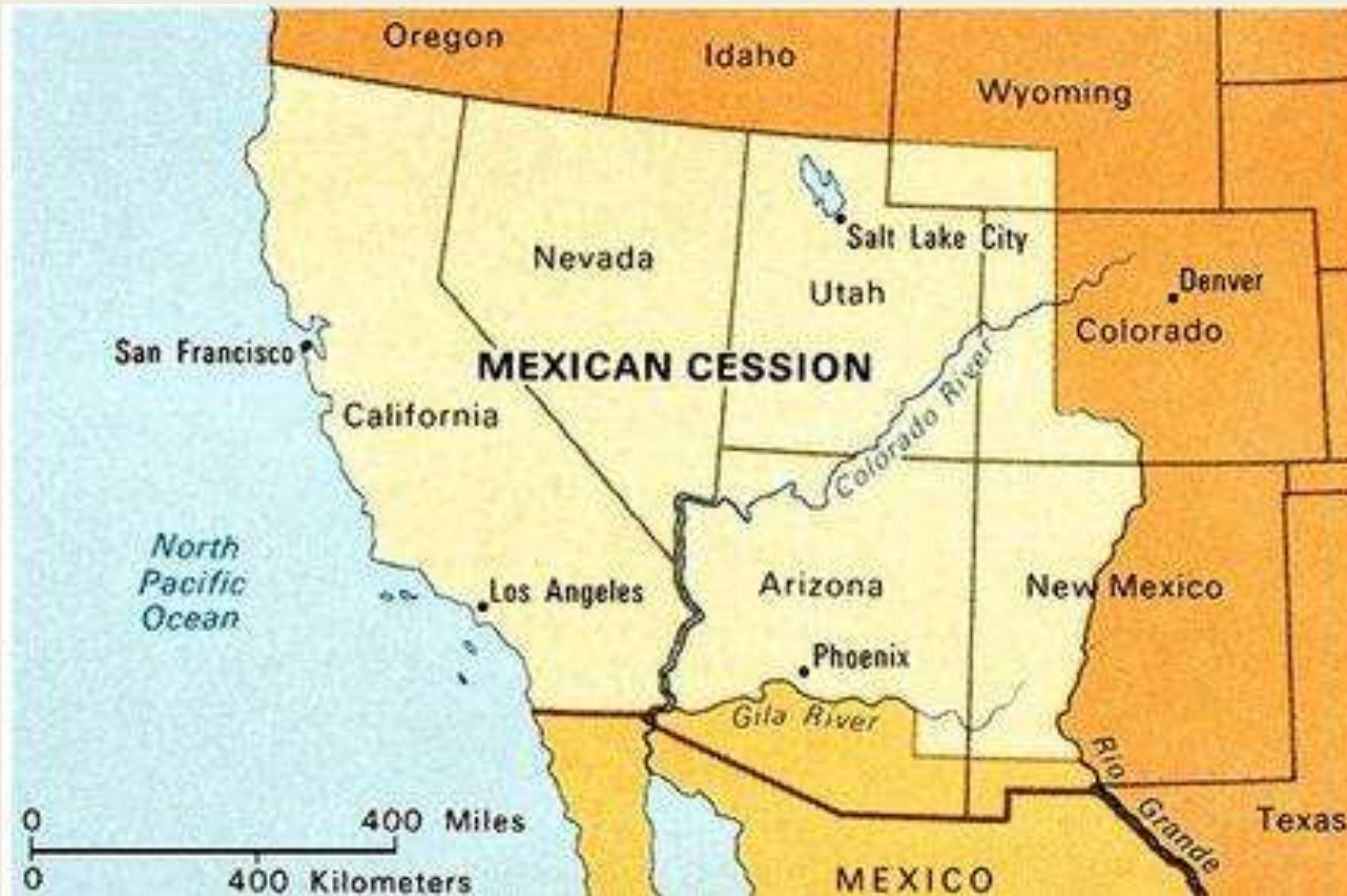 Oregon
Idaho
Wyoming
Salt Lake City
Nevada
Utah
Denver
Colorado
San Francisco
MEXICAN CESSION
California
Colorado River
North
Pacific
Ocean
Los Angeles
Arizona
New Mexico
Phoenix
Gila River
Rio Grande
0
400 Miles
Texas
0
400 Kilometers
MEXICO